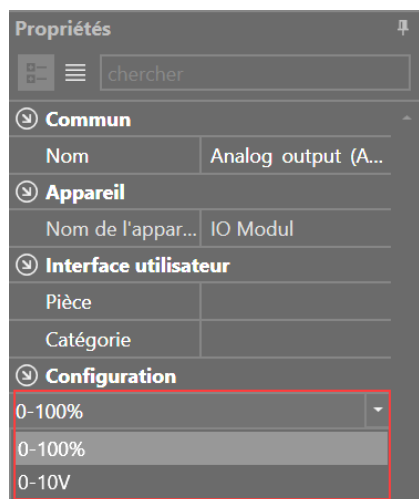 Propriétés
chercher
Commun
Nom Analog output (A...
Appareil
Nom de l'appar... IO Modul
Interface utilisateur
Pièce
Catégorie
Configuration
0-100%
0-100%
0-10V